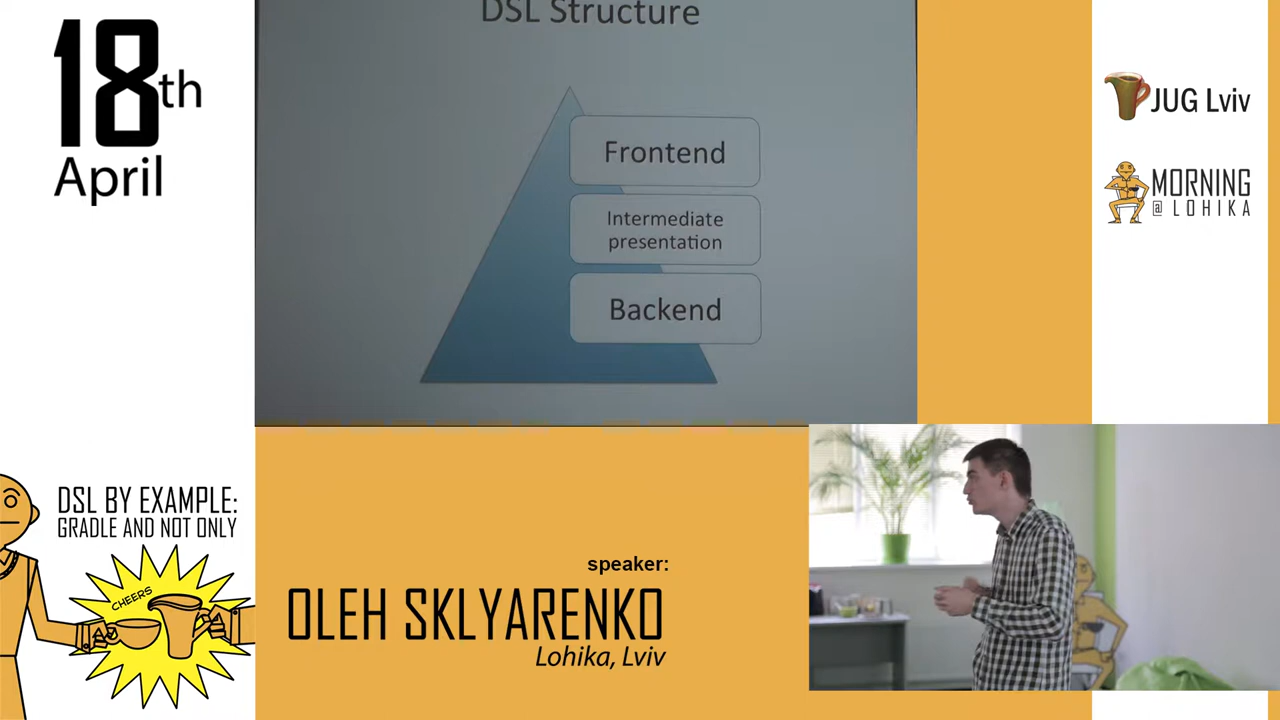 18th
April
DSL Structure
Frontend
Intermediate
presentation
Backend
JUG Lviv
MORNING
@ LOHIKA
DSL BY EXAMPLE:
GRADLE AND NOT ONLY
CHEERS
speaker:
OLEH SKLYARENKO
Lohika, Lviv